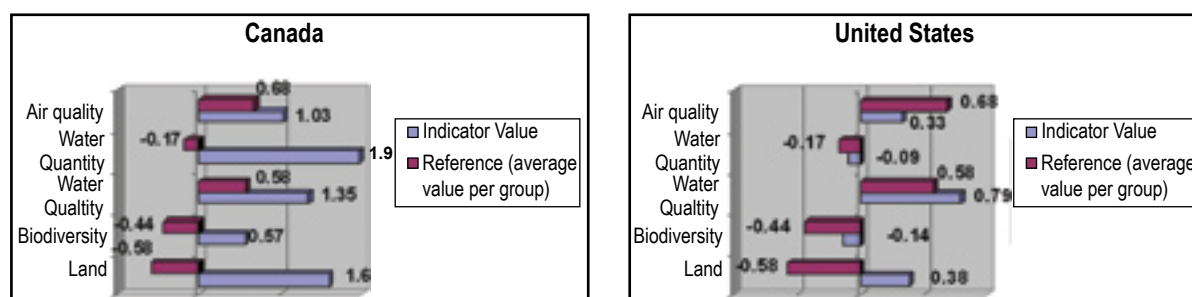 Canada
Air quality
Water
Quantity
Water
Qualtity
Biodiversity
Land
0.68
1.03
-0.17
1.9
0.58
1.35
-0.44
0.57
-0.58
1.6
Indicator Value
Reference (average
value per group)
United States
Air quality
Water
Quantity
Water
Qualtity
Biodiversity
Land
0.68
0.33
-0.17
-0.09
0.58
0.79
-0.44
-0.14
-0.58
0.38
Indicator Value
Reference (average
value per group)